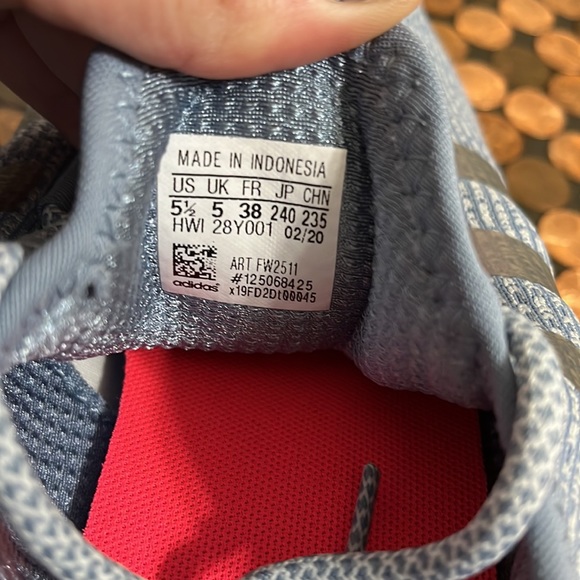 MADE IN INDONESIA
US UK FR JP CHN
5½ 5 38 240 235
HWI 28Y001 02/20
ART FW2511
#125068425
adidas x19FD2Dt00045